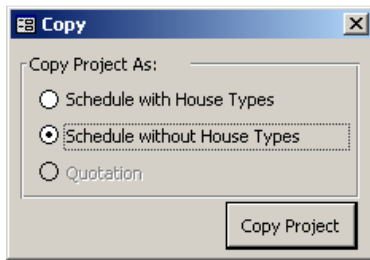 Copy
Copy Project As:
Schedule with House Types
Schedule without House Types
Quotation
Copy Project